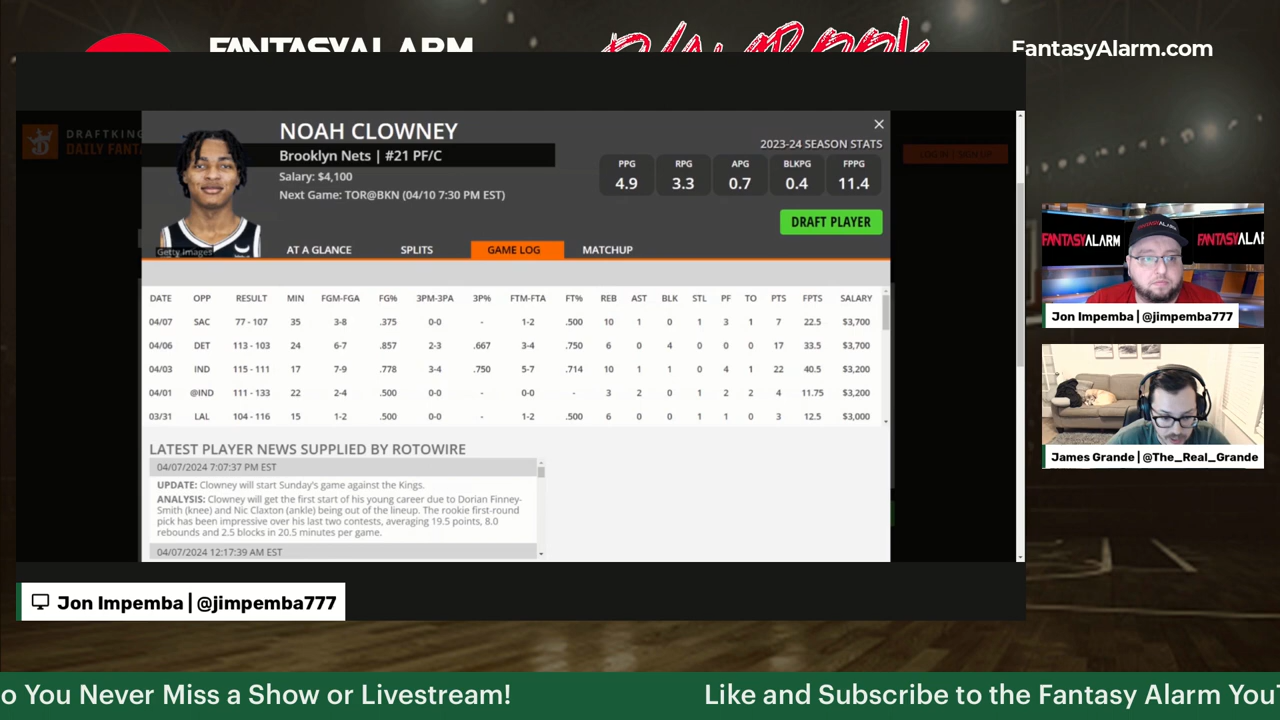 FANTASYALARM
PLAYBOOK
FantasyAlarm.com
DRAFTKIN
DAILY FANTA
LOG IN | SIGN UP
NOAH CLOWNEY
Brooklyn Nets | #21 PF/C
Salary: $4,100
Next Game: TOR@BKN (04/10 7:30 PM EST)
Getty Images
2023-24 SEASON STATS
PPG RPG APG BLKPG FPPG
4.9 3.3 0.7 0.4 11.4
DRAFT PLAYER
AT A GLANCE SPLITS GAME LOG MATCHUP
DATE OPP RESULT MIN FGM-FGA FG% 3PM-3PA 3P% FTM-FTA FT% REB AST BLK STL PF TO PTS FPTS SALARY
04/07 SAC 77 - 107 35 3-8 .375 0-0 - 1-2 .500 10 1 0 1 3 1 7 22.5 $3,700
04/06 DET 113 - 103 24 6-7 .857 2-3 .667 3-4 .750 6 0 4 0 0 0 17 33.5 $3,700
04/03 IND 115 - 111 17 7-9 .778 3-4 .750 5-7 .714 10 1 1 0 4 1 22 40.5 $3,200
04/01 @IND 111 - 133 22 2-4 .500 0-0 - 0-0 - 3 2 0 1 2 2 4 11.75 $3,200
03/31 LAL 104 - 116 15 1-2 .500 0-0 - 1-2 .500 6 0 0 1 1 0 3 12.5 $3,000
LATEST PLAYER NEWS SUPPLIED BY ROTOWIRE
04/07/2024 7:07:37 PM EST
UPDATE: Clowney will start Sunday's game against the Kings.
ANALYSIS: Clowney will get the first start of his young career due to Dorian Finney-
Smith (knee) and Nic Claxton (ankle) being out of the lineup. The rookie first-round
pick has been impressive over his last two contests, averaging 19.5 points, 8.0
rebounds and 2.5 blocks in 20.5 minutes per game.
04/07/2024 12:17:39 AM EST
FANTASYALARM
FANTASYALAR
Jon Impemba | @jimpemba777
James Grande | @The_Real_Grande
Jon Impemba | @jimpemba777
o You Never Miss a Show or Livestream!
Like and Subscribe to the Fantasy Alarm YouT